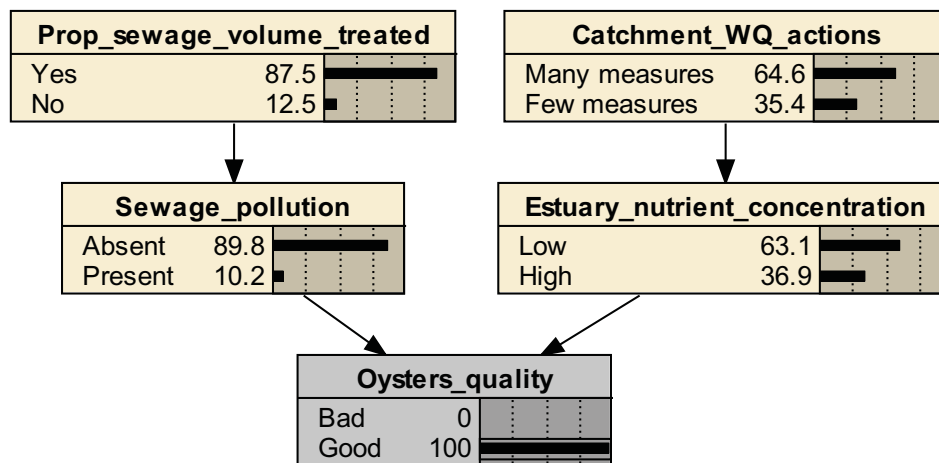 Prop_sewage_volume_treated
Yes 87.5
No 12.5
Catchment_WQ_actions
Many measures 64.6
Few measures 35.4
Sewage_pollution
Absent 89.8
Present 10.2
Estuary_nutrient_concentration
Low 63.1
High 36.9
Oysters_quality
Bad 0
Good 100